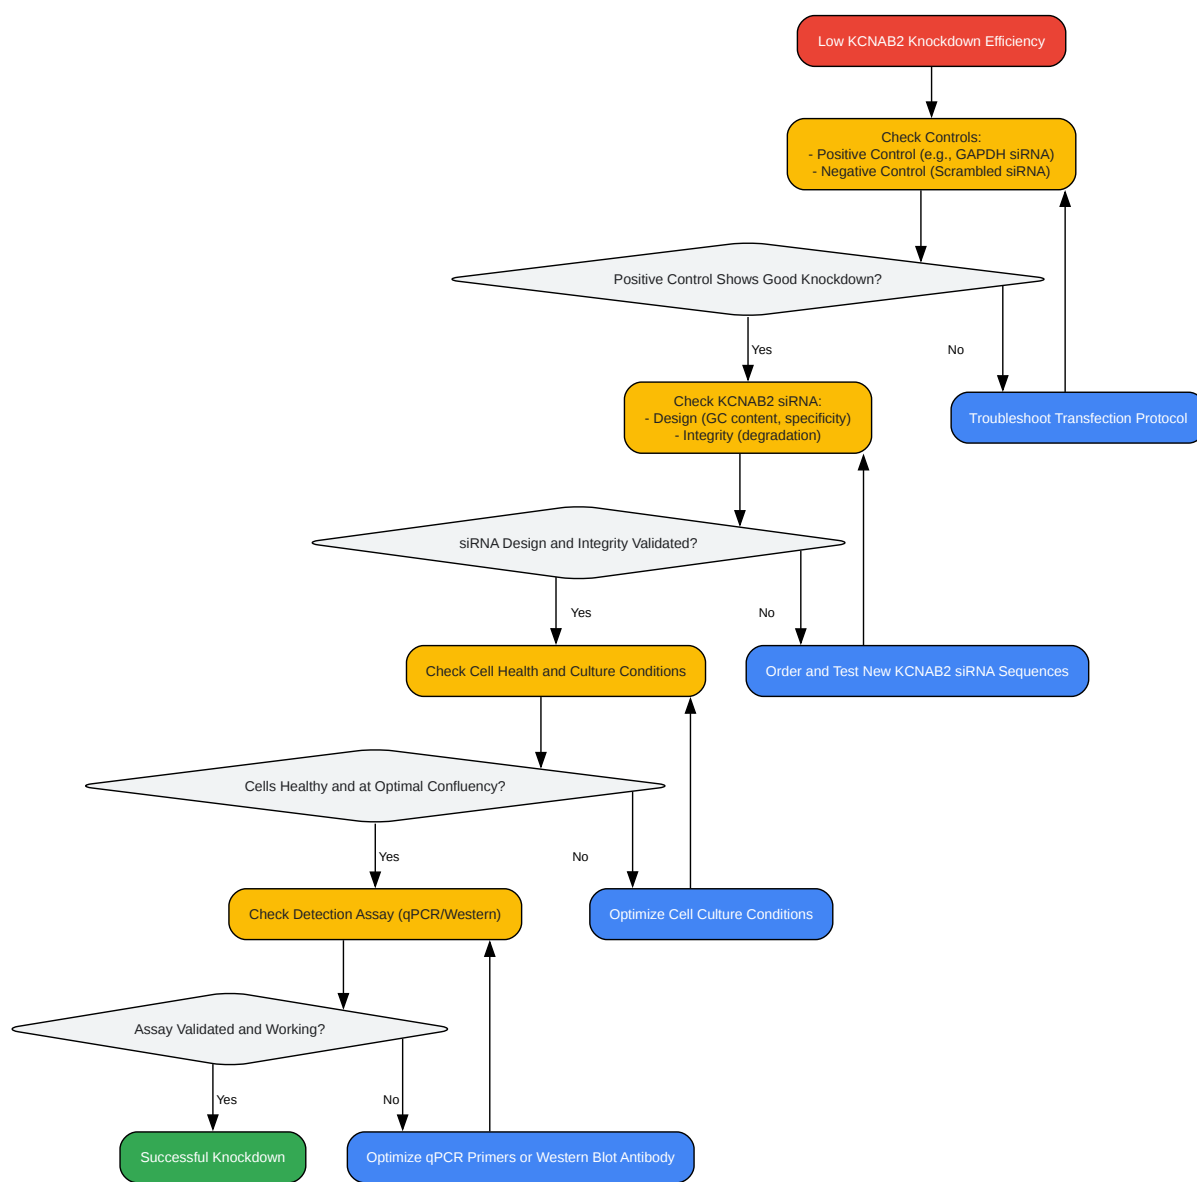 Low KCNAB2 Knockdown Efficiency
Check Controls:
- Positive Control (e.g., GAPDH siRNA)
- Negative Control (Scrambled siRNA)
Positive Control Shows Good Knockdown?
Yes
No
Check KCNAB2 siRNA:
- Design (GC content, specificity)
- Integrity (degradation)
Troubleshoot Transfection Protocol
siRNA Design and Integrity Validated?
Yes
No
Check Cell Health and Culture Conditions
Order and Test New KCNAB2 siRNA Sequences
Cells Healthy and at Optimal Confluency?
Yes
No
Check Detection Assay (qPCR/Western)
Optimize Cell Culture Conditions
Assay Validated and Working?
Yes
No
Successful Knockdown
Optimize qPCR Primers or Western Blot Antibody